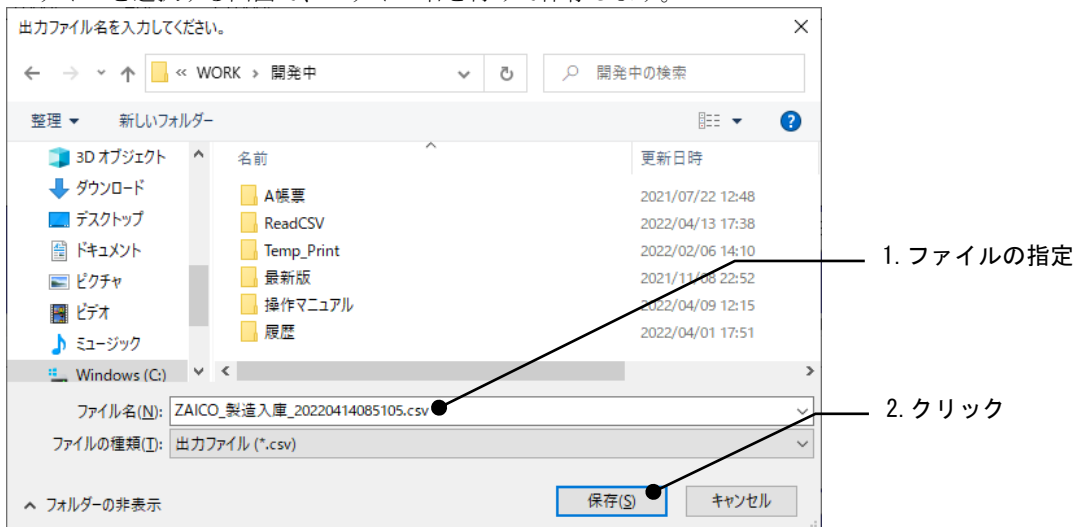 出力ファイル名を入力してください。
« WORK › 開発中
開発中の検索
整理 ▼ 新しいフォルダー
3D オブジェクト
ダウンロード
デスクトップ
ドキュメント
ピクチャ
ビデオ
ミュージック
Windows (C:)
名前 更新日時
A帳票 2021/07/22 12:48
ReadCSV 2022/04/13 17:38
Temp_Print 2022/02/06 14:10
最新版 2021/11/08 22:52
操作マニュアル 2022/04/09 12:15
履歴 2022/04/01 17:51
1.ファイルの指定
ファイル名(N): ZAICO_製造入庫_20220414085105.csv
2.クリック
ファイルの種類(T): 出力ファイル (*.csv)
フォルダーの非表示
保存(S) キャンセル